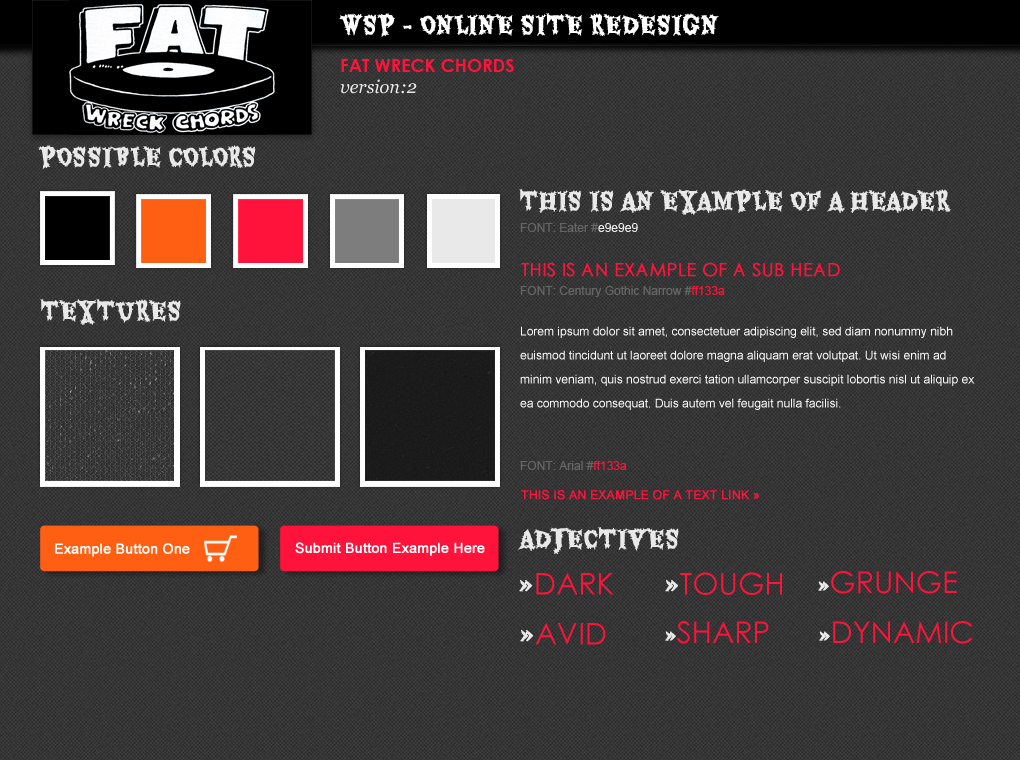 FAT
WRECK CHORDS
WSP - ONLINE SITE REDESIGN
FAT WRECK CHORDS
version:2
POSSIBLE COLORS
TEXTURES
Example Button One
Submit Button Example Here
THIS IS AN EXAMPLE OF A HEADER
FONT: Eater #e9e9e9
THIS IS AN EXAMPLE OF A SUB HEAD
FONT: Century Gothic Narrow #ff133a
Lorem ipsum dolor sit amet, consectetuer adipiscing elit, sed diam nonummy nibh
euismod tincidunt ut laoreet dolore magna aliquam erat volutpat. Ut wisi enim ad
minim veniam, quis nostrud exerci tation ullamcorper suscipit lobortis nisl ut aliquip ex
ea commodo consequat. Duis autem vel feugait nulla facilisi.
FONT: Arial #ff133a
THIS IS AN EXAMPLE OF A TEXT LINK »
ADJECTIVES
»DARK »TOUGH »GRUNGE
»AVID »SHARP »DYNAMIC